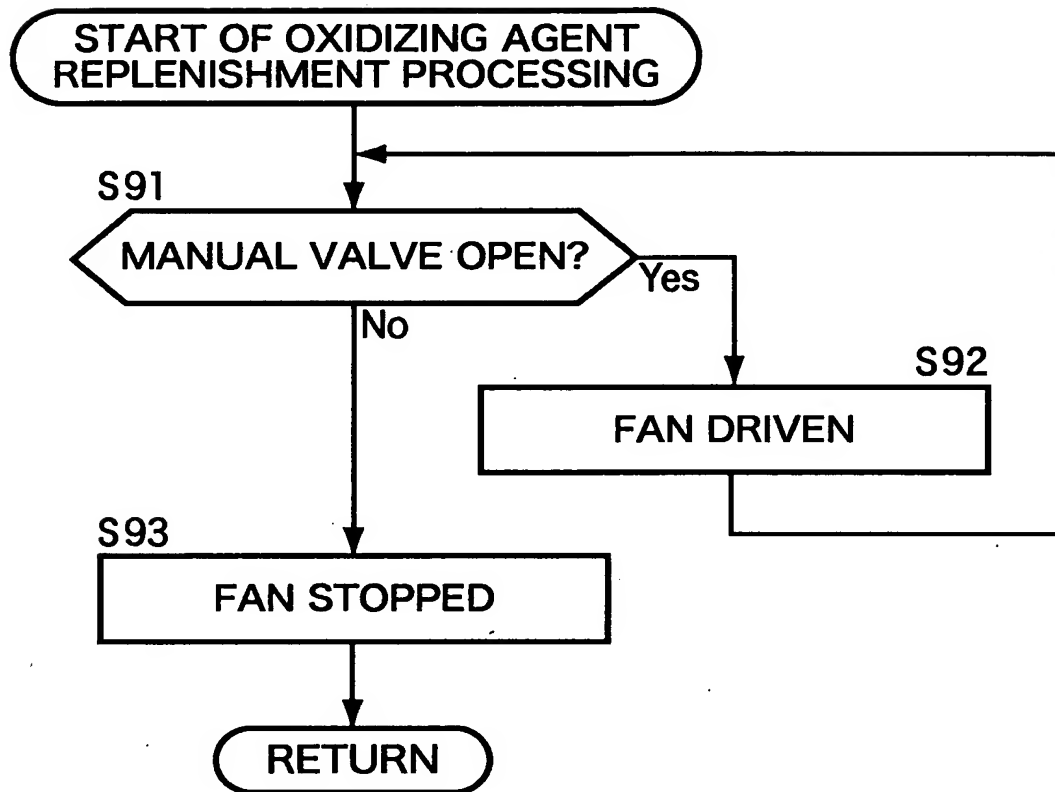 START OF OXIDIZING AGENT
REPLENISHMENT PROCESSING
S91
MANUAL VALVE OPEN?
Yes
No
S92
FAN DRIVEN
S93
FAN STOPPED
RETURN